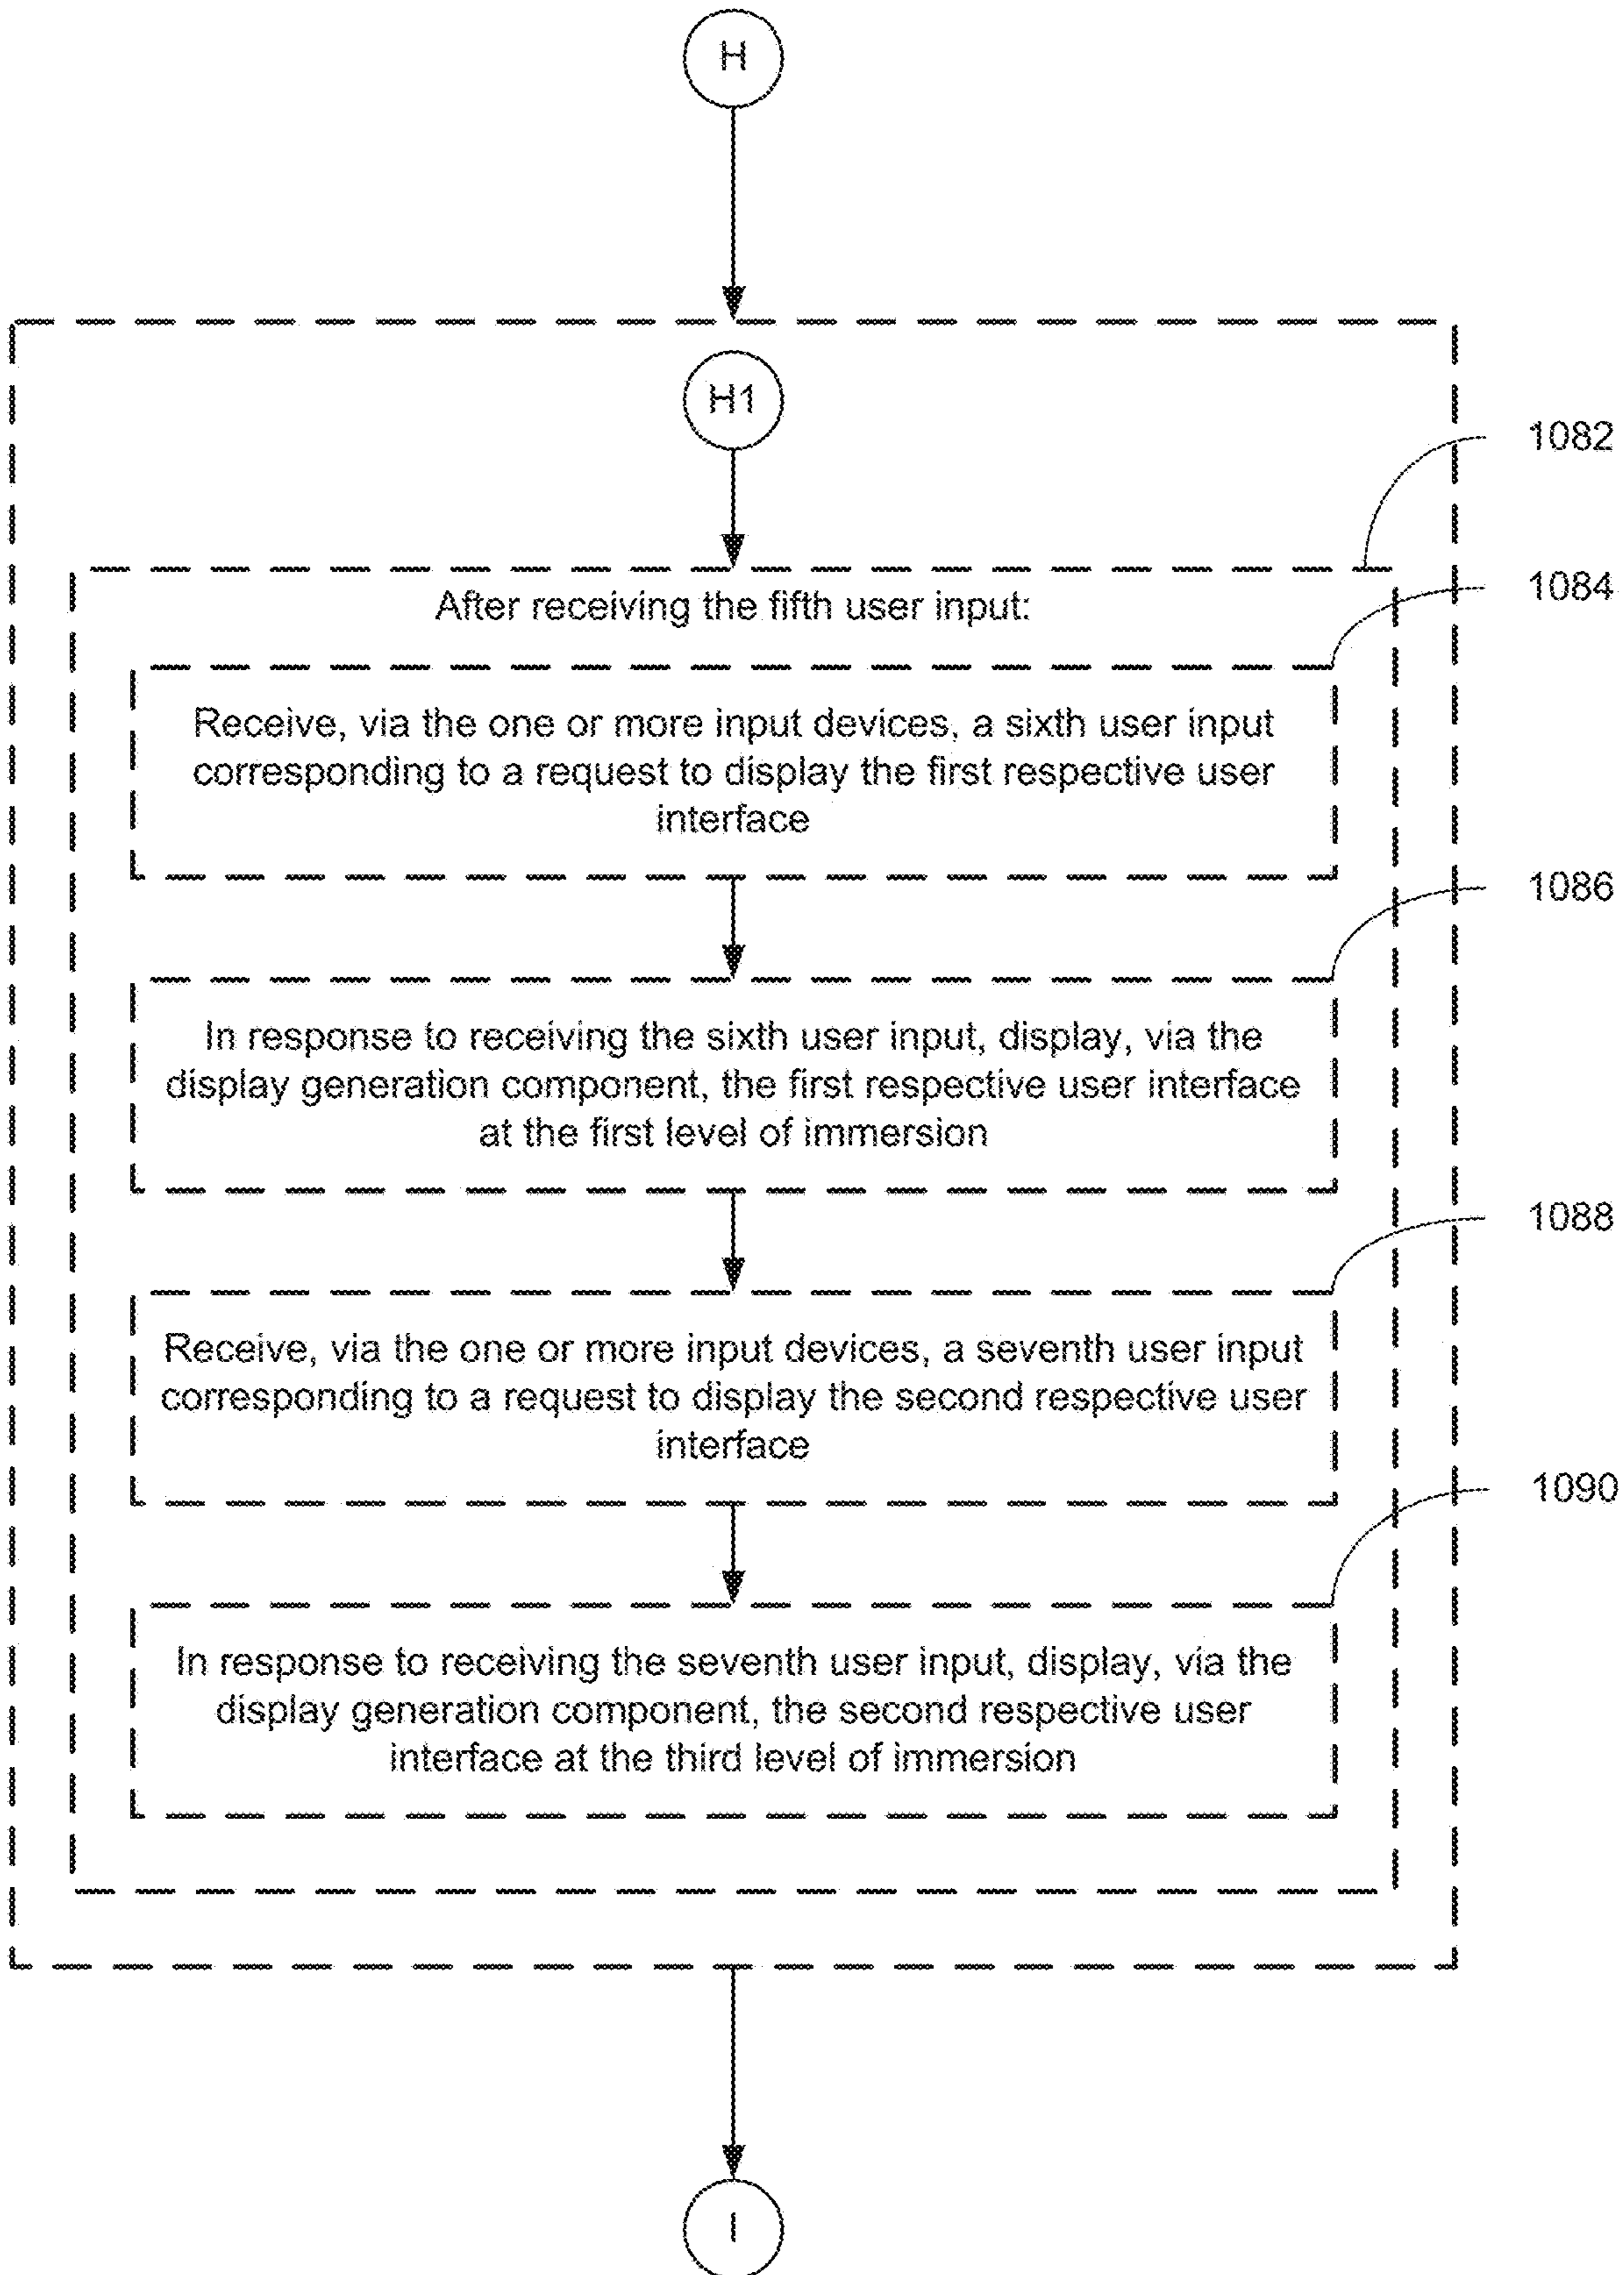 H
H1
1082
After receiving the fifth user input:
1084
Receive, via the one or more input devices, a sixth user input
corresponding to a request to display the first respective user
interface
1086
In response to receiving the sixth user input, display, via the
display generation component, the first respective user interface
at the first level of immersion
1088
Receive, via the one or more input devices, a seventh user input
corresponding to a request to display the second respective user
interface
1090
In response to receiving the seventh user input, display, via the
display generation component, the second respective user
interface at the third level of immersion
I